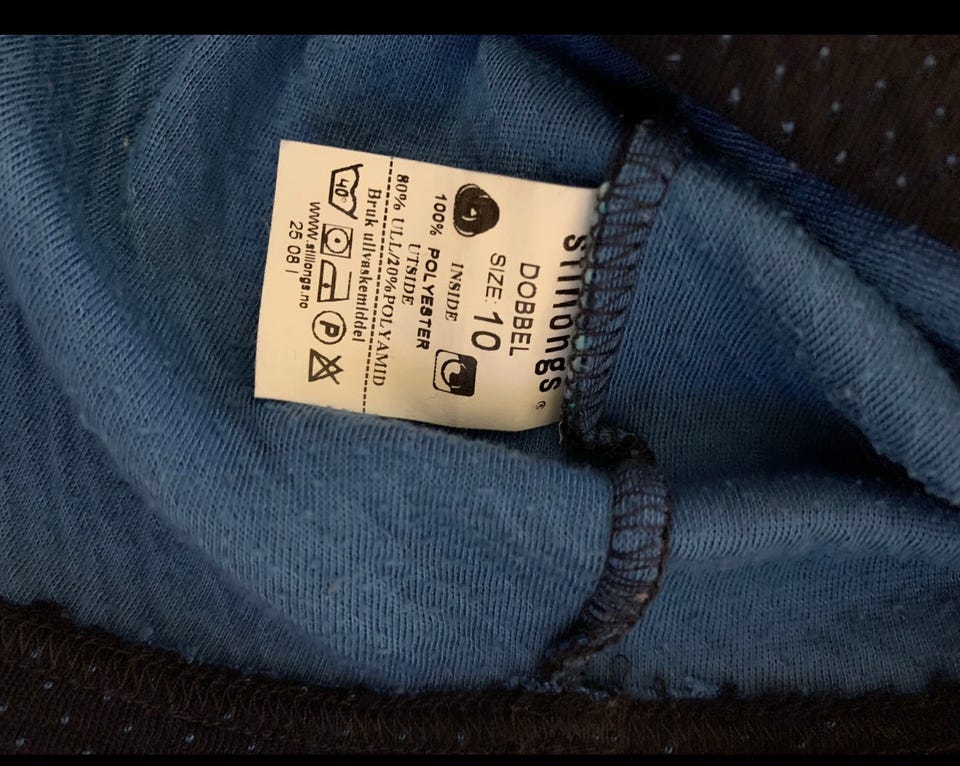 stillongs®
DOBBEL
SIZE: 10
INSIDE
100% POLYESTER
UTSIDE
80% ULL/20%POLYAMID
Bruk ullvaskemiddel
40°
P
www.stillongs.no
25 08 I